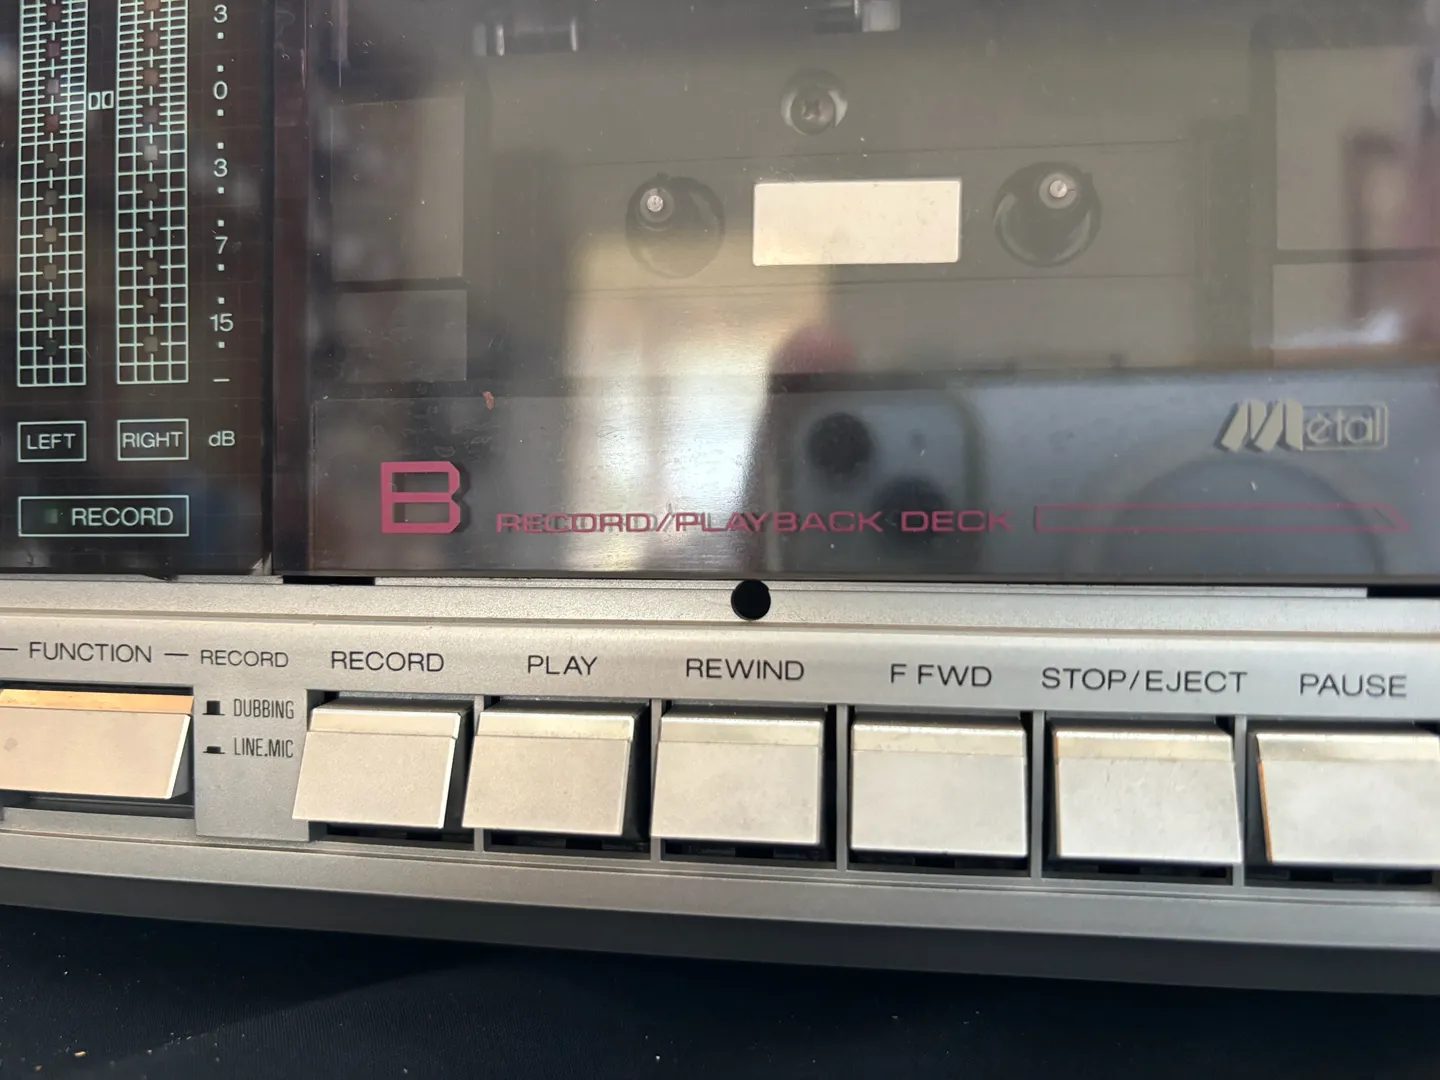 3
0
3
7
15
LEFT RIGHT dB
RECORD
Metal
B RECORD/PLAYBACK DECK
— FUNCTION — RECORD RECORD PLAY REWIND F FWD STOP/EJECT PAUSE
DUBBING
LINE.MIC